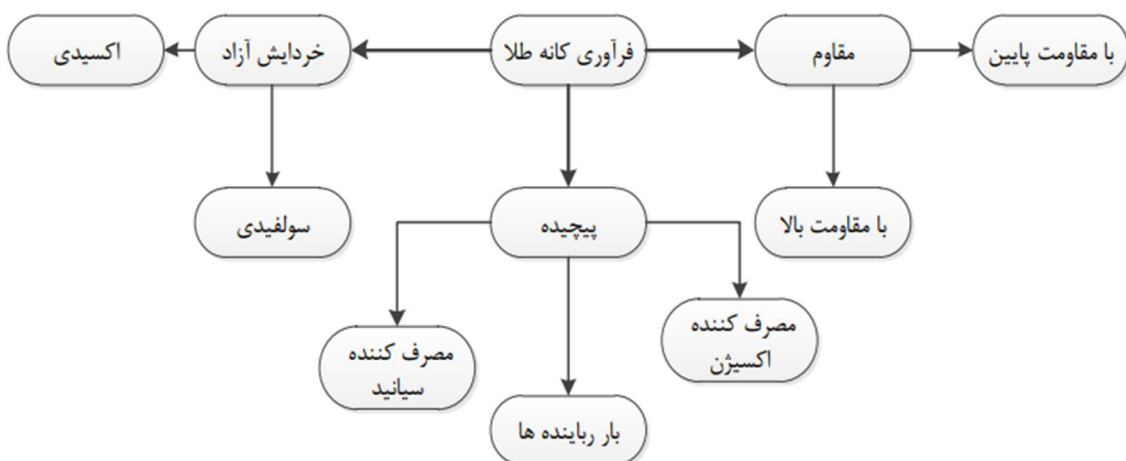 با مقاومت پایین
مقاوم
فرآوری کانه طلا
خردایش آزاد
اکسیدی
با مقاومت بالا
پیچیده
سولفیدی
مصرف کننده
اکسیژن
مصرف کننده
سیانید
بار رباینده ها